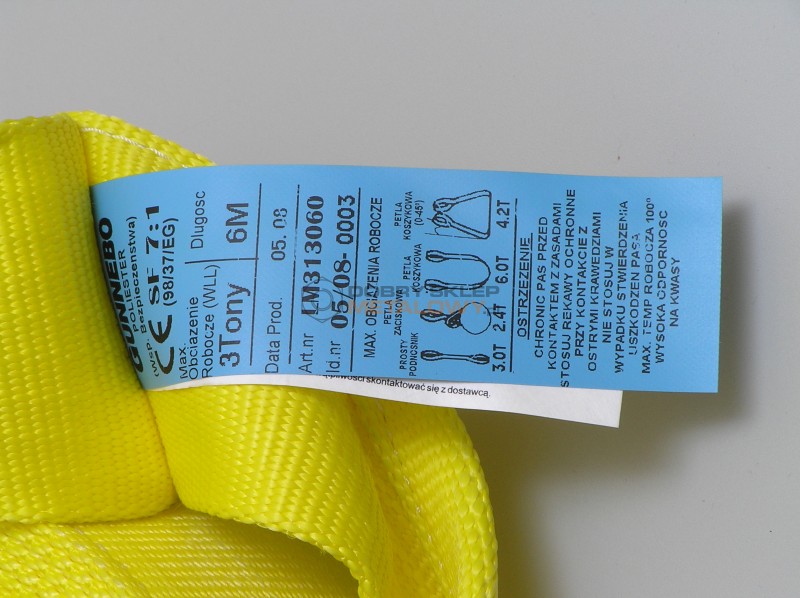 GUNNEBO
POLIESTER
(Wsp. Bezpieczenstwa)
CE SF 7:1
(98/37/EG)
Max.
Obciazenie Dlugosc
Robocze (WLL)
3Tony 6M
Data Prod. 05.08
Art.nr LM313060
Id.nr 05-08-0003
MAX. OBCIĄZENIA ROBOCZE
PROSTY PODNOSNIK
PETLA ZACISKOWA
PETLA KOSZYKOWA
PETLA KOSZYKOWA (0-45°)
3.0T 2.4T 6.0T 4.2T
OSTRZEZENIE
CHRONIC PAS PRZED
KONTAKTEM Z ZASADAMI
STOSUJ REKAWY OCHRONNE
PRZY KONTAKCIE Z
OSTRYMI KRAWEDZIAMI
NIE STOSUJ W
WYPADKU STWIERDZENIA
USZKODZEN PASA
MAX. TEMP ROBOCZA 100°
WYSOKA ODPORNOSC
NA KWASY
skontaktować się z dostawcą.
DOBRY SKLEP
METALOWY